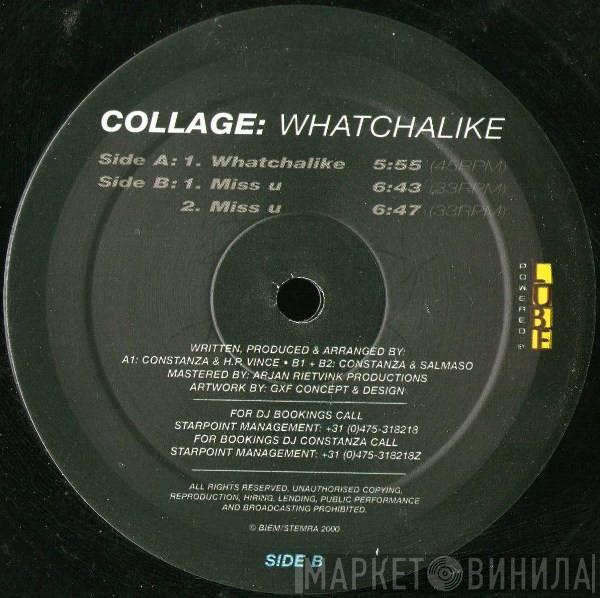 COLLAGE: WHATCHALIKE
Side A: 1. Whatchalike 5:55 (45RPM)
Side B: 1. Miss u 6:43 (33RPM)
2. Miss u 6:47 (33RPM)
POWERED
WRITTEN, PRODUCED & ARRANGED BY:
A1: CONSTANZA & H.P. VINCE • B1 + B2: CONSTANZA & SALMASO
MASTERED BY: ARJAN RIETVINK PRODUCTIONS
ARTWORK BY: GXF CONCEPT & DESIGN
FOR DJ BOOKINGS CALL
STARPOINT MANAGEMENT: +31 (0)475-318218
FOR BOOKINGS DJ CONSTANZA CALL
STARPOINT MANAGEMENT: +31 (0)475-318218Z
ALL RIGHTS RESERVED, UNAUTHORISED COPYING,
REPRODUCTION, HIRING, LENDING, PUBLIC PERFORMANCE
AND BROADCASTING PROHIBITED.
© BIEM/STEMRA 2000
SIDE B
МАРКЕТ ВИНИЛА